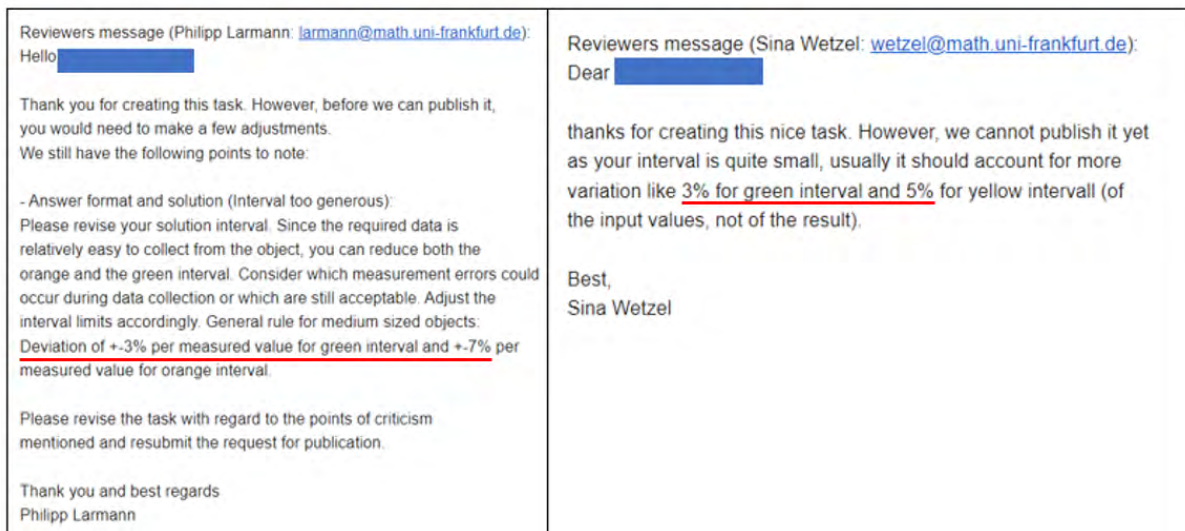 Reviewers message (Philipp Larmann: larmann@math.uni-frankfurt.de):
Hello
Thank you for creating this task. However, before we can publish it,
you would need to make a few adjustments.
We still have the following points to note:
- Answer format and solution (Interval too generous):
Please revise your solution interval. Since the required data is
relatively easy to collect from the object, you can reduce both the
orange and the green interval. Consider which measurement errors could
occur during data collection or which are still acceptable. Adjust the
interval limits accordingly. General rule for medium sized objects:
Deviation of +-3% per measured value for green interval and +-7% per
measured value for orange interval.
Please revise the task with regard to the points of criticism
mentioned and resubmit the request for publication.
Thank you and best regards
Philipp Larmann
Reviewers message (Sina Wetzel: wetzel@math.uni-frankfurt.de):
Dear
thanks for creating this nice task. However, we cannot publish it yet
as your interval is quite small, usually it should account for more
variation like 3% for green interval and 5% for yellow intervall (of
the input values, not of the result).
Best,
Sina Wetzel